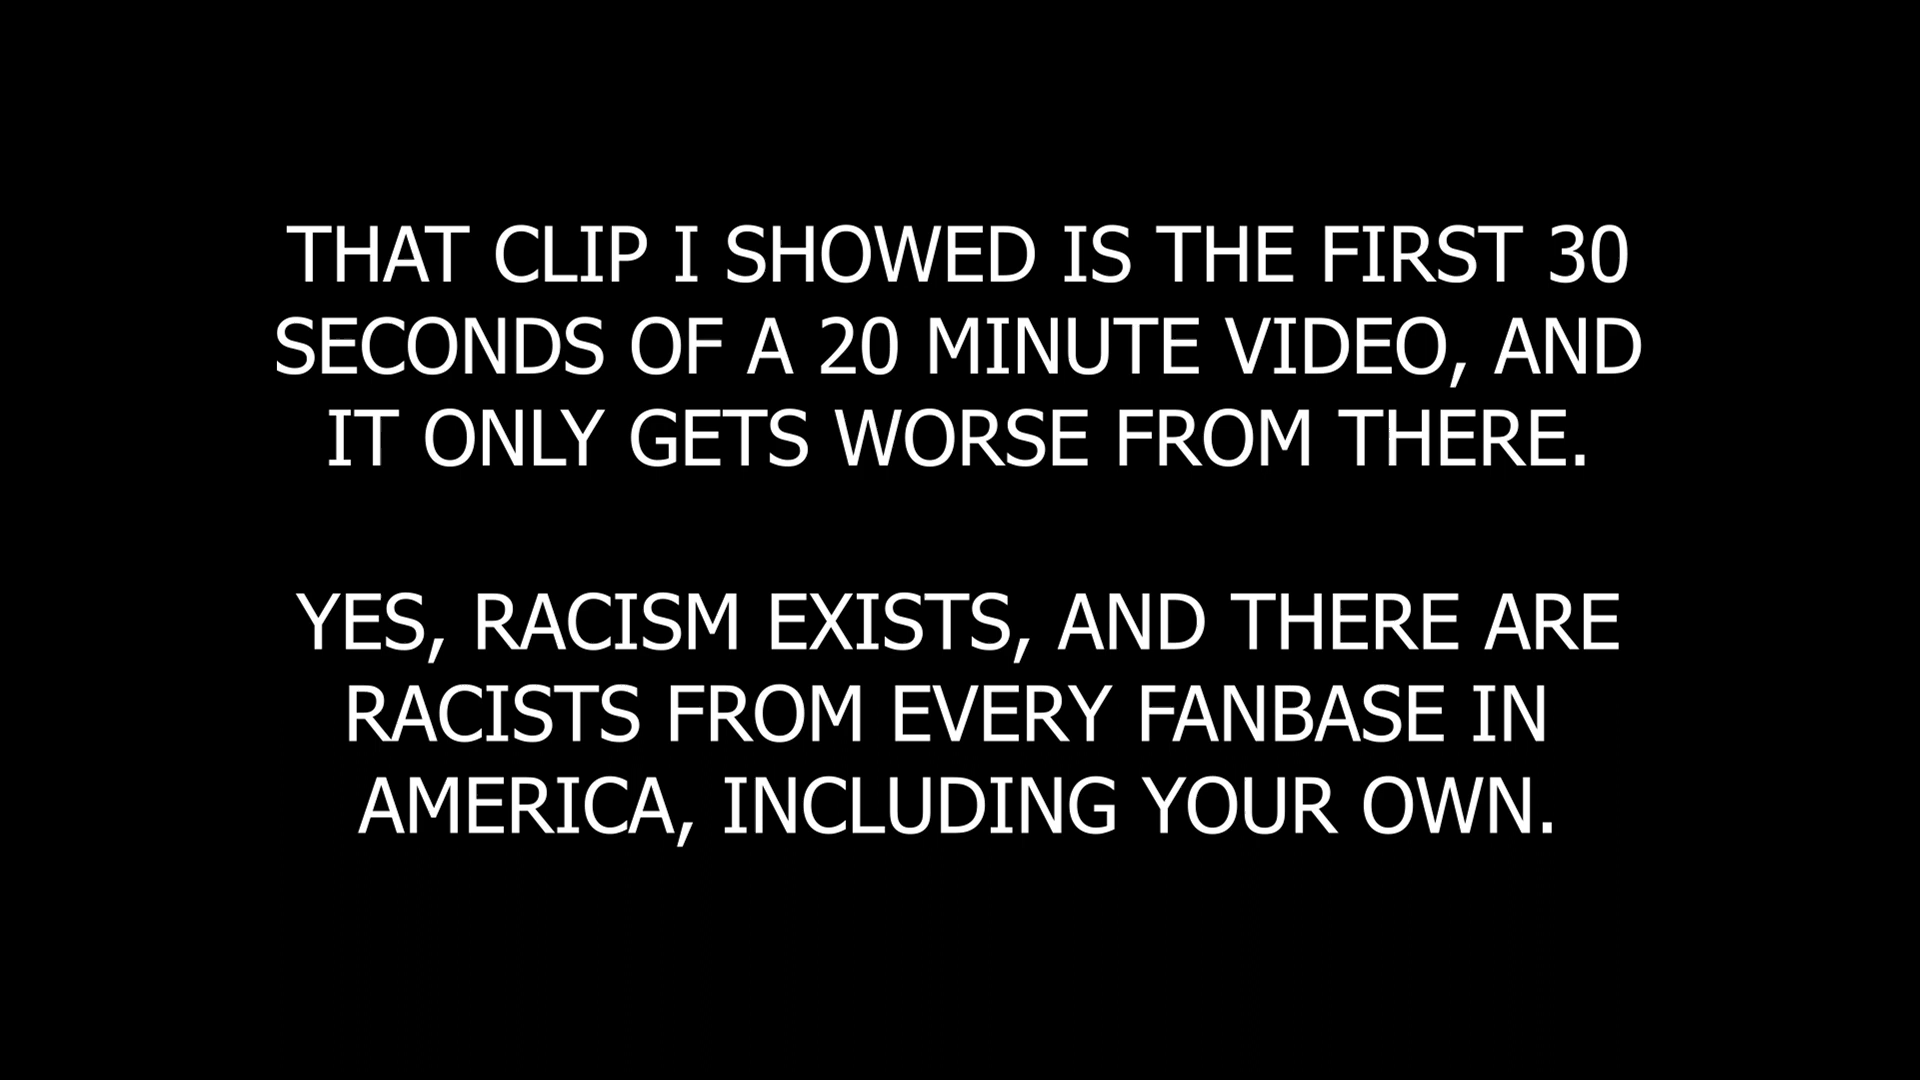 THAT CLIP I SHOWED IS THE FIRST 30
SECONDS OF A 20 MINUTE VIDEO, AND
IT ONLY GETS WORSE FROM THERE.
YES, RACISM EXISTS, AND THERE ARE
RACISTS FROM EVERY FANBASE IN
AMERICA, INCLUDING YOUR OWN.